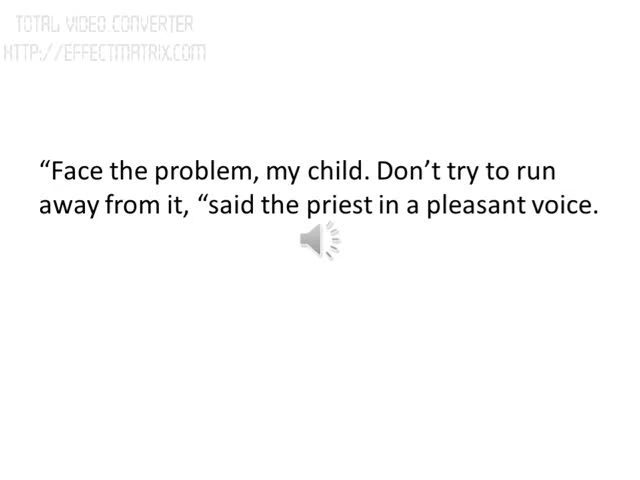 TOTAL VIDEO CONVERTER
HTTP://EFFECTMATRIX.COM
“Face the problem, my child. Don’t try to run
away from it, “said the priest in a pleasant voice.